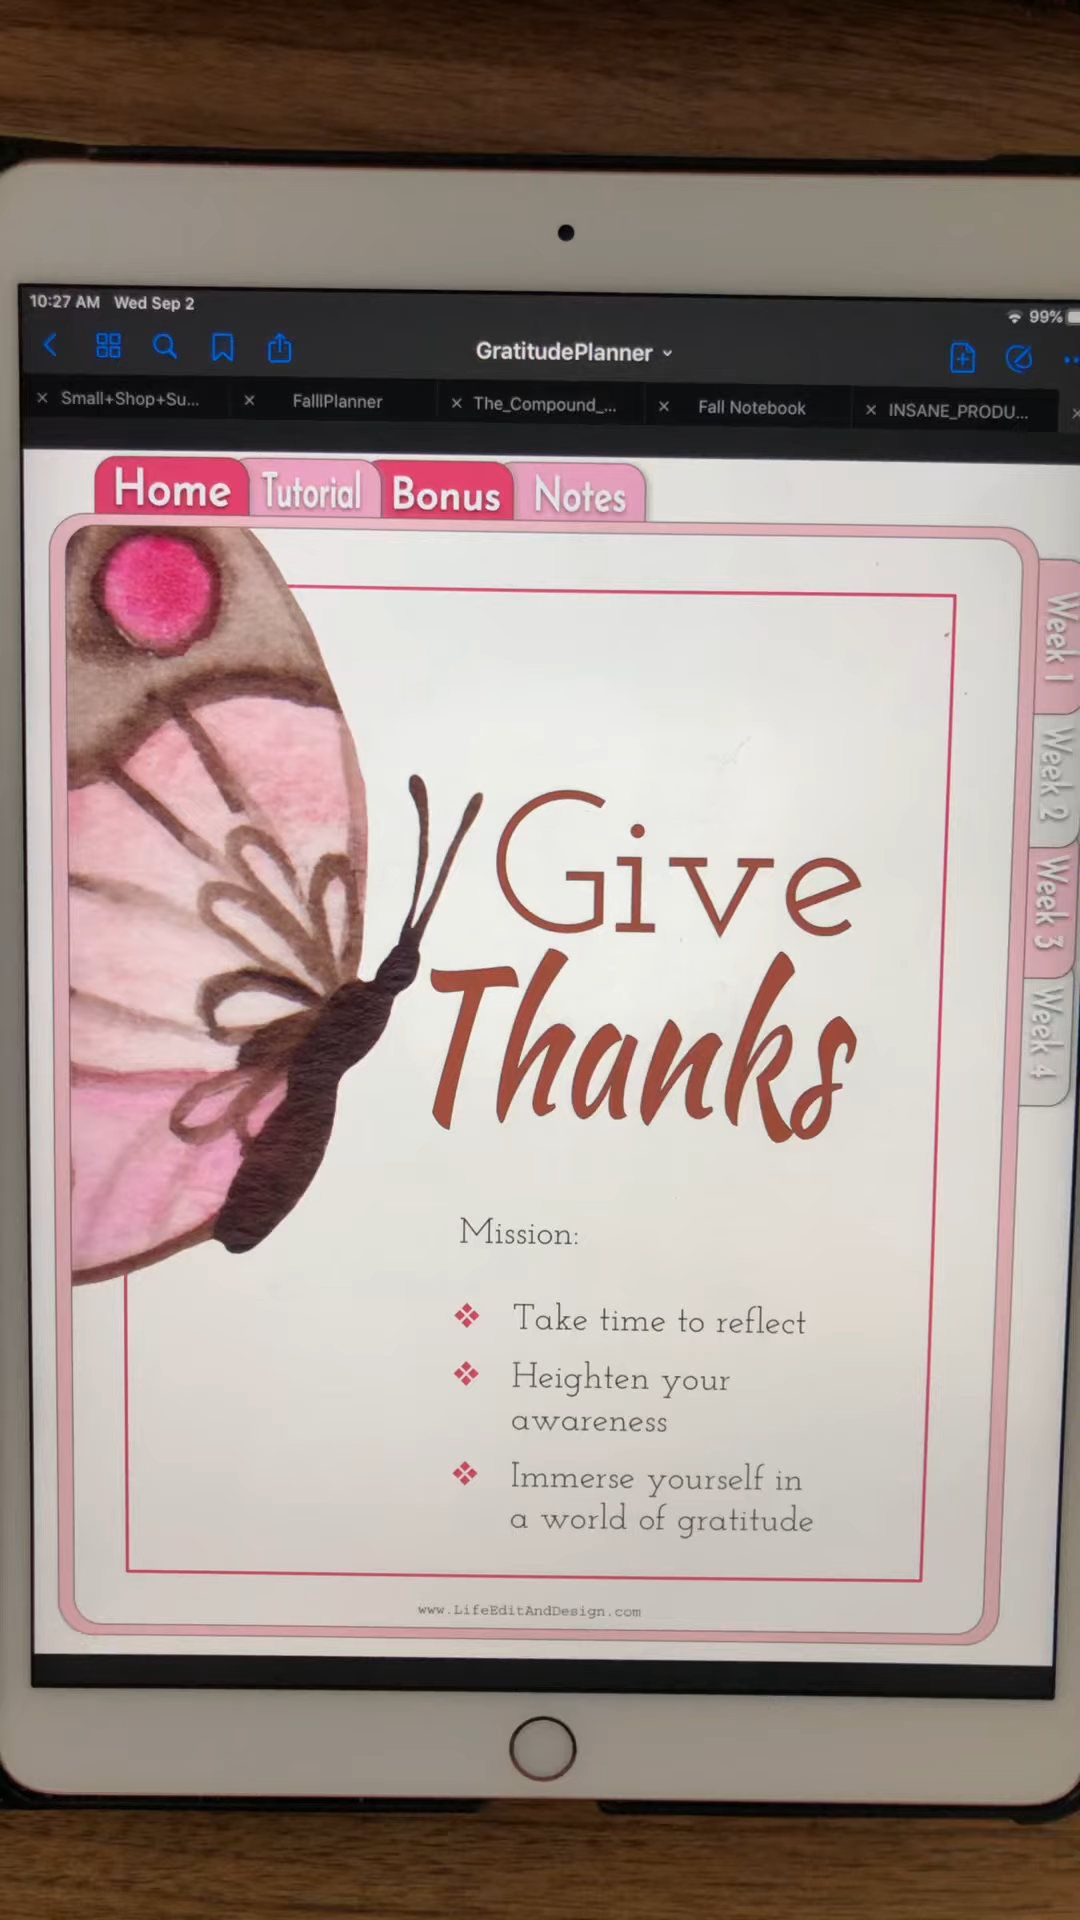 10:27 AM Wed Sep 2
99%
GratitudePlanner
Small+Shop+Su... FalllPlanner The_Compound_... Fall Notebook INSANE_PRODU...
Home Tutorial Bonus Notes
Week 1
Week 2
Week 3
Week 4
Give
Thanks
Mission:
❖ Take time to reflect
❖ Heighten your
awareness
❖ Immerse yourself in
a world of gratitude
www.LifeEditAndDesign.com